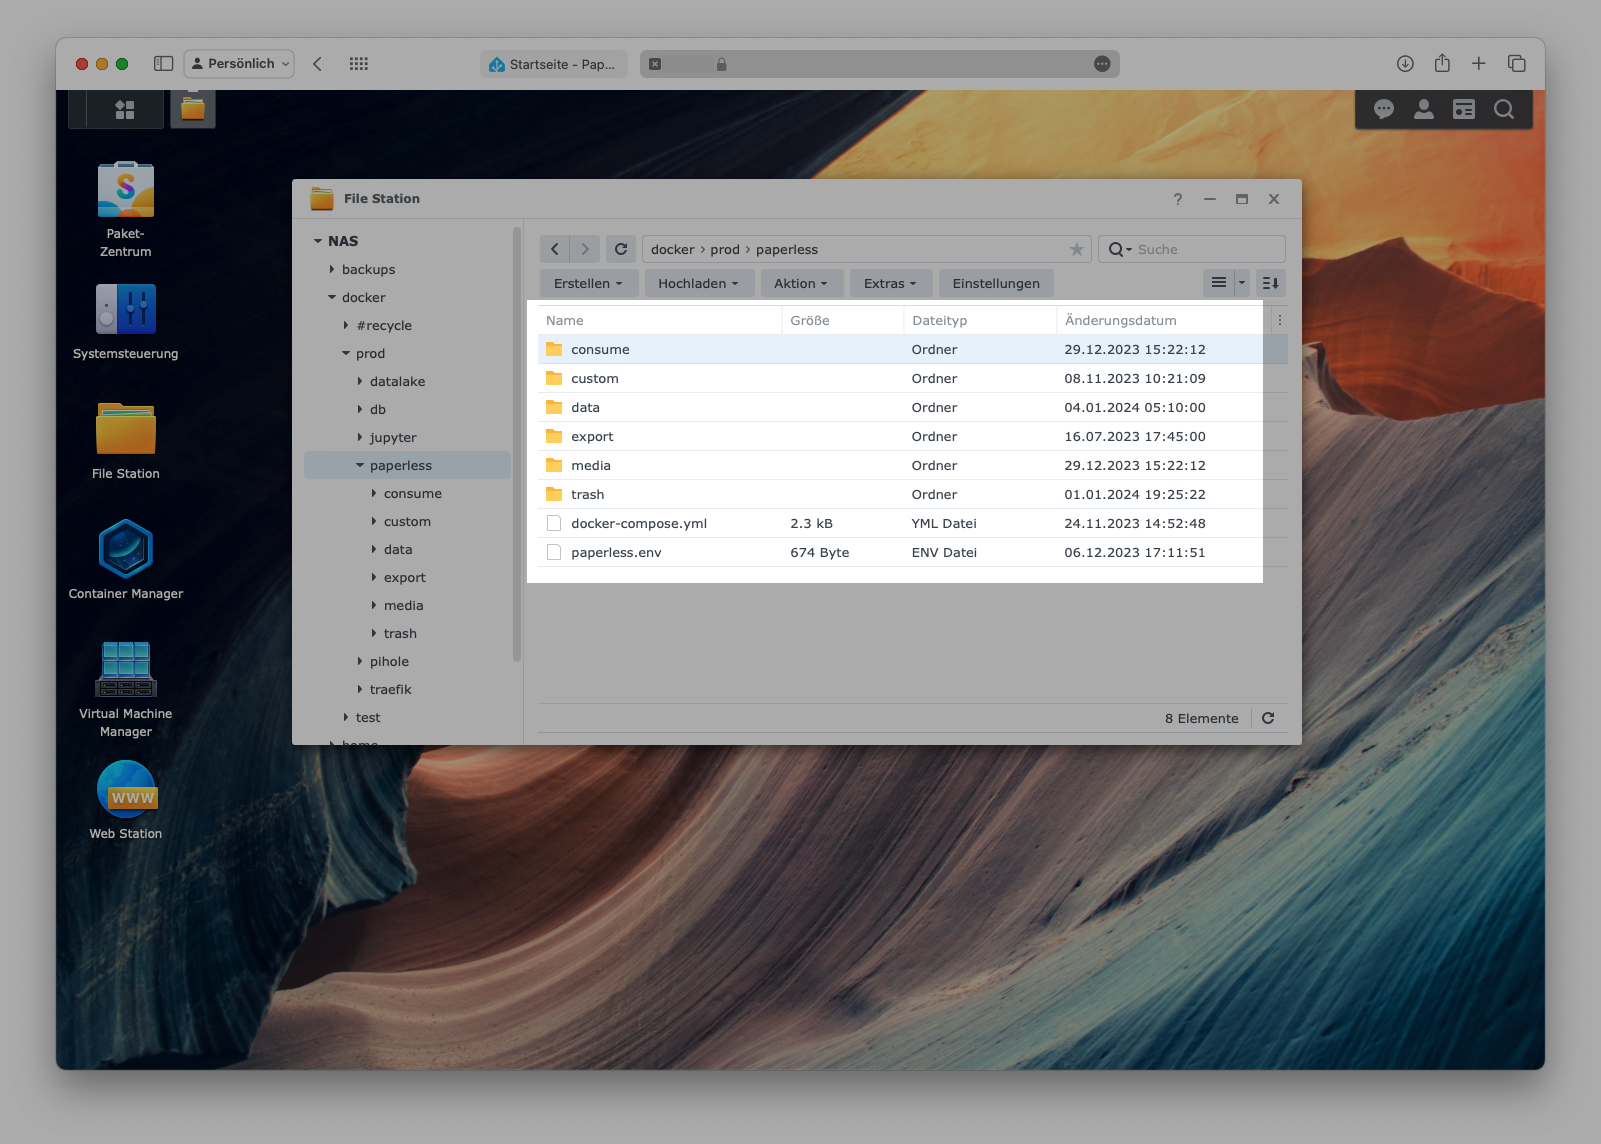 Persönlich
Startseite - Pap...
Paket-
Zentrum
Systemsteuerung
File Station
Container Manager
Virtual Machine
Manager
WWW
Web Station
File Station
NAS
backups
docker
#recycle
prod
datalake
db
jupyter
paperless
consume
custom
data
export
media
trash
pihole
traefik
test
home
docker › prod › paperless
Suche
Erstellen
Hochladen
Aktion
Extras
Einstellungen
Name Größe Dateityp Änderungsdatum
consume Ordner 29.12.2023 15:22:12
custom Ordner 08.11.2023 10:21:09
data Ordner 04.01.2024 05:10:00
export Ordner 16.07.2023 17:45:00
media Ordner 29.12.2023 15:22:12
trash Ordner 01.01.2024 19:25:22
docker-compose.yml 2.3 kB YML Datei 24.11.2023 14:52:48
paperless.env 674 Byte ENV Datei 06.12.2023 17:11:51
8 Elemente